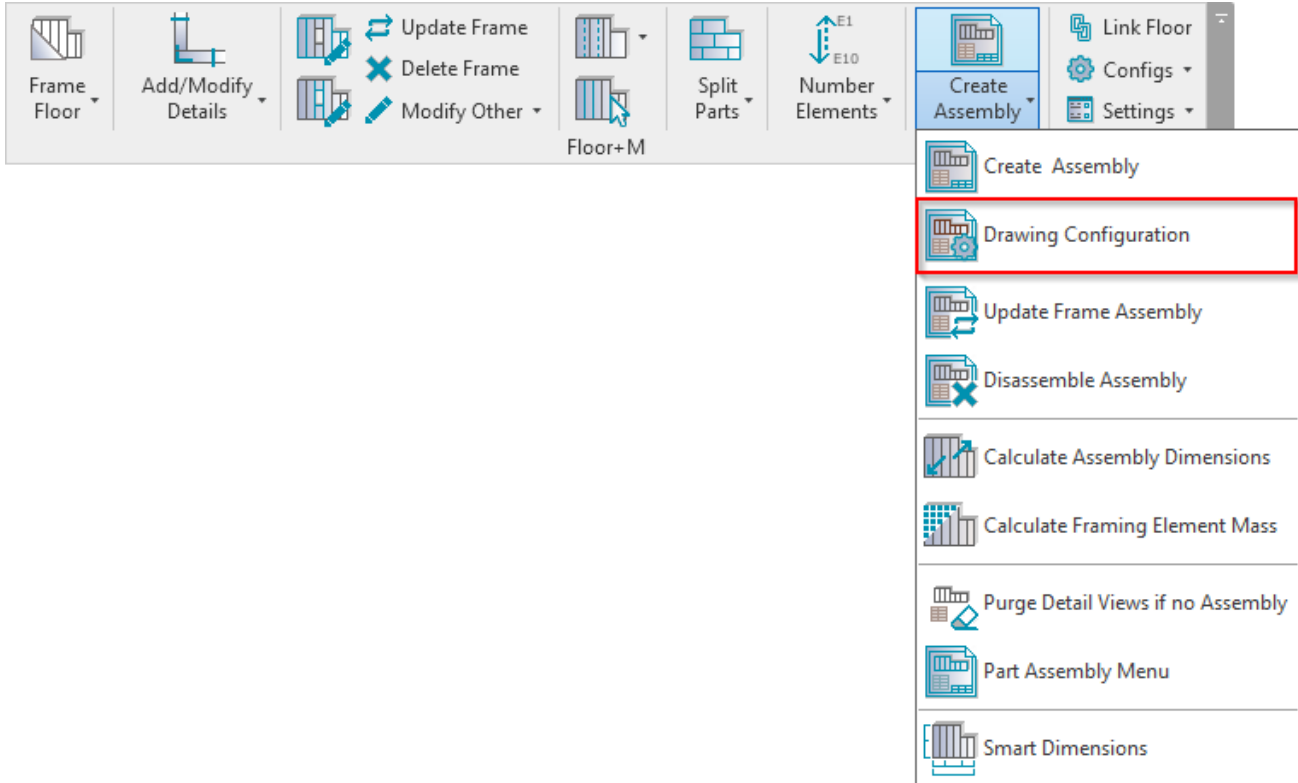 Frame
Floor
Add/Modify
Details
Update Frame
Delete Frame
Modify Other
Split
Parts
E1
E10
Number
Elements
Create
Assembly
Link Floor
Configs
Settings
Floor+M
Create Assembly
Drawing Configuration
Update Frame Assembly
Disassemble Assembly
Calculate Assembly Dimensions
Calculate Framing Element Mass
Purge Detail Views if no Assembly
Part Assembly Menu
Smart Dimensions